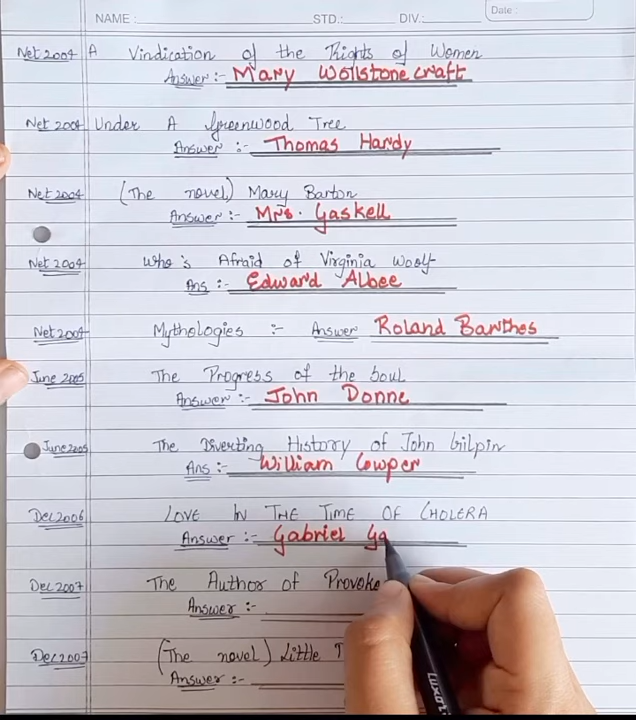 NAME : STD.: DIV.: Date :
Net 2004 A Vindication of the Rights of Women
Answer :- Mary Wollstonecraft
Net 2004 Under A Greenwood Tree
Answer :- Thomas Hardy
Net 2004 (The novel) Mary Barton
Answer :- Mrs. Gaskell
Net 2004 Who's Afraid of Virginia Woolf
Ans :- Edward Albee
Net 2004 Mythologies :- Answer Roland Barthes
June 2005 The Progress of the Soul
Answer :- John Donne
June 2005 The Diverting History of John Gilpin
Ans :- William Cowper
Dec 2006 LOVE IN THE TIME OF CHOLERA
Answer :- Gabriel Ga
Dec 2007 The Author of Provoke
Answer :-
Dec 2007 (The novel) Little
Answer :-
Luxor